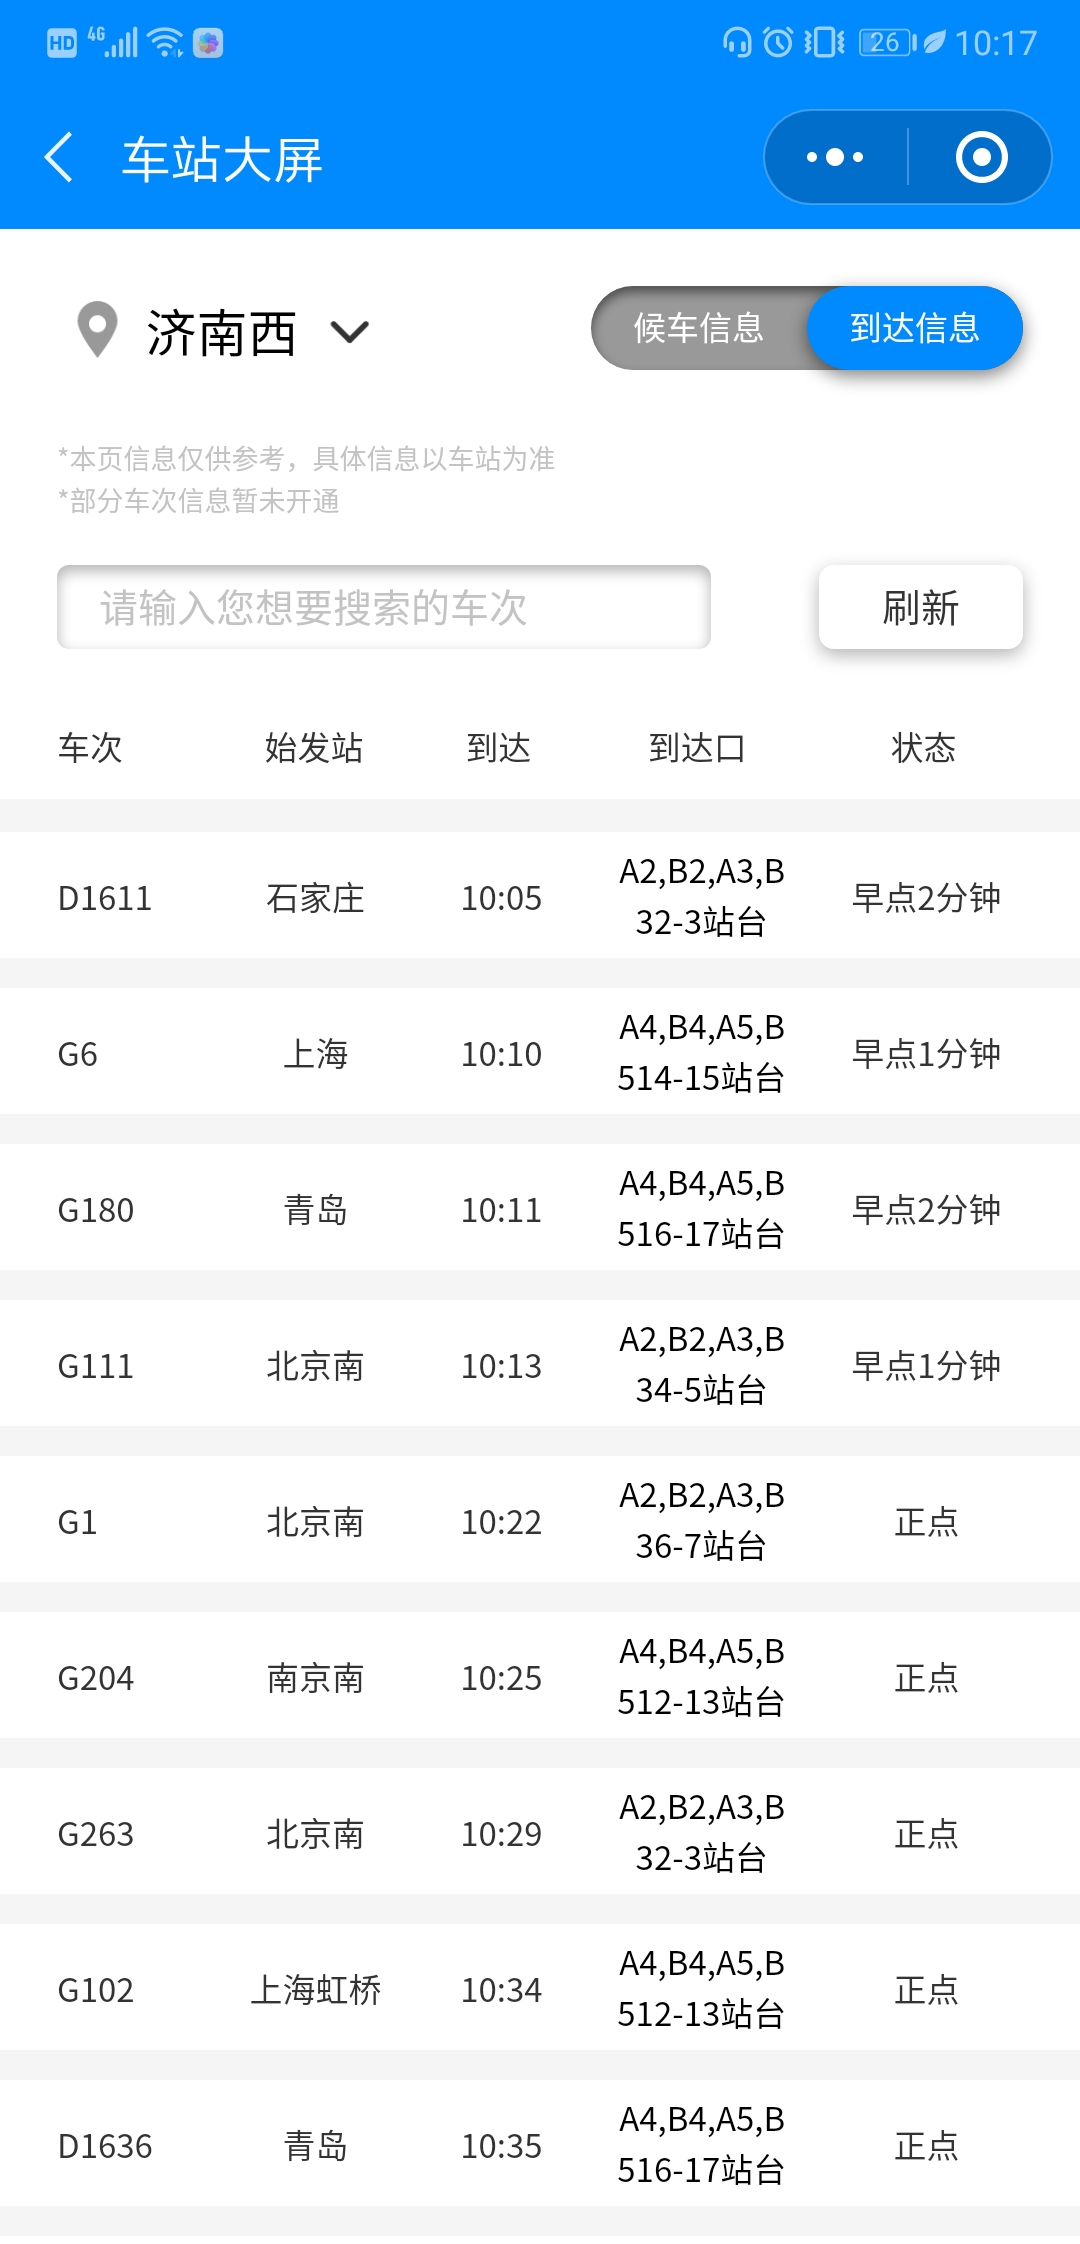 HD 4G 26 10:17
车站大屏
济南西 候车信息 到达信息
*本页信息仅供参考，具体信息以车站为准
*部分车次信息暂未开通
请输入您想要搜索的车次 刷新
车次 始发站 到达 到达口 状态
A2,B2,A3,B
D1611 石家庄 10:05 早点2分钟
32-3站台
A4,B4,A5,B
G6 上海 10:10 早点1分钟
514-15站台
A4,B4,A5,B
G180 青岛 10:11 早点2分钟
516-17站台
A2,B2,A3,B
G111 北京南 10:13 早点1分钟
34-5站台
A2,B2,A3,B
G1 北京南 10:22 正点
36-7站台
A4,B4,A5,B
G204 南京南 10:25 正点
512-13站台
A2,B2,A3,B
G263 北京南 10:29 正点
32-3站台
A4,B4,A5,B
G102 上海虹桥 10:34 正点
512-13站台
A4,B4,A5,B
D1636 青岛 10:35 正点
516-17站台